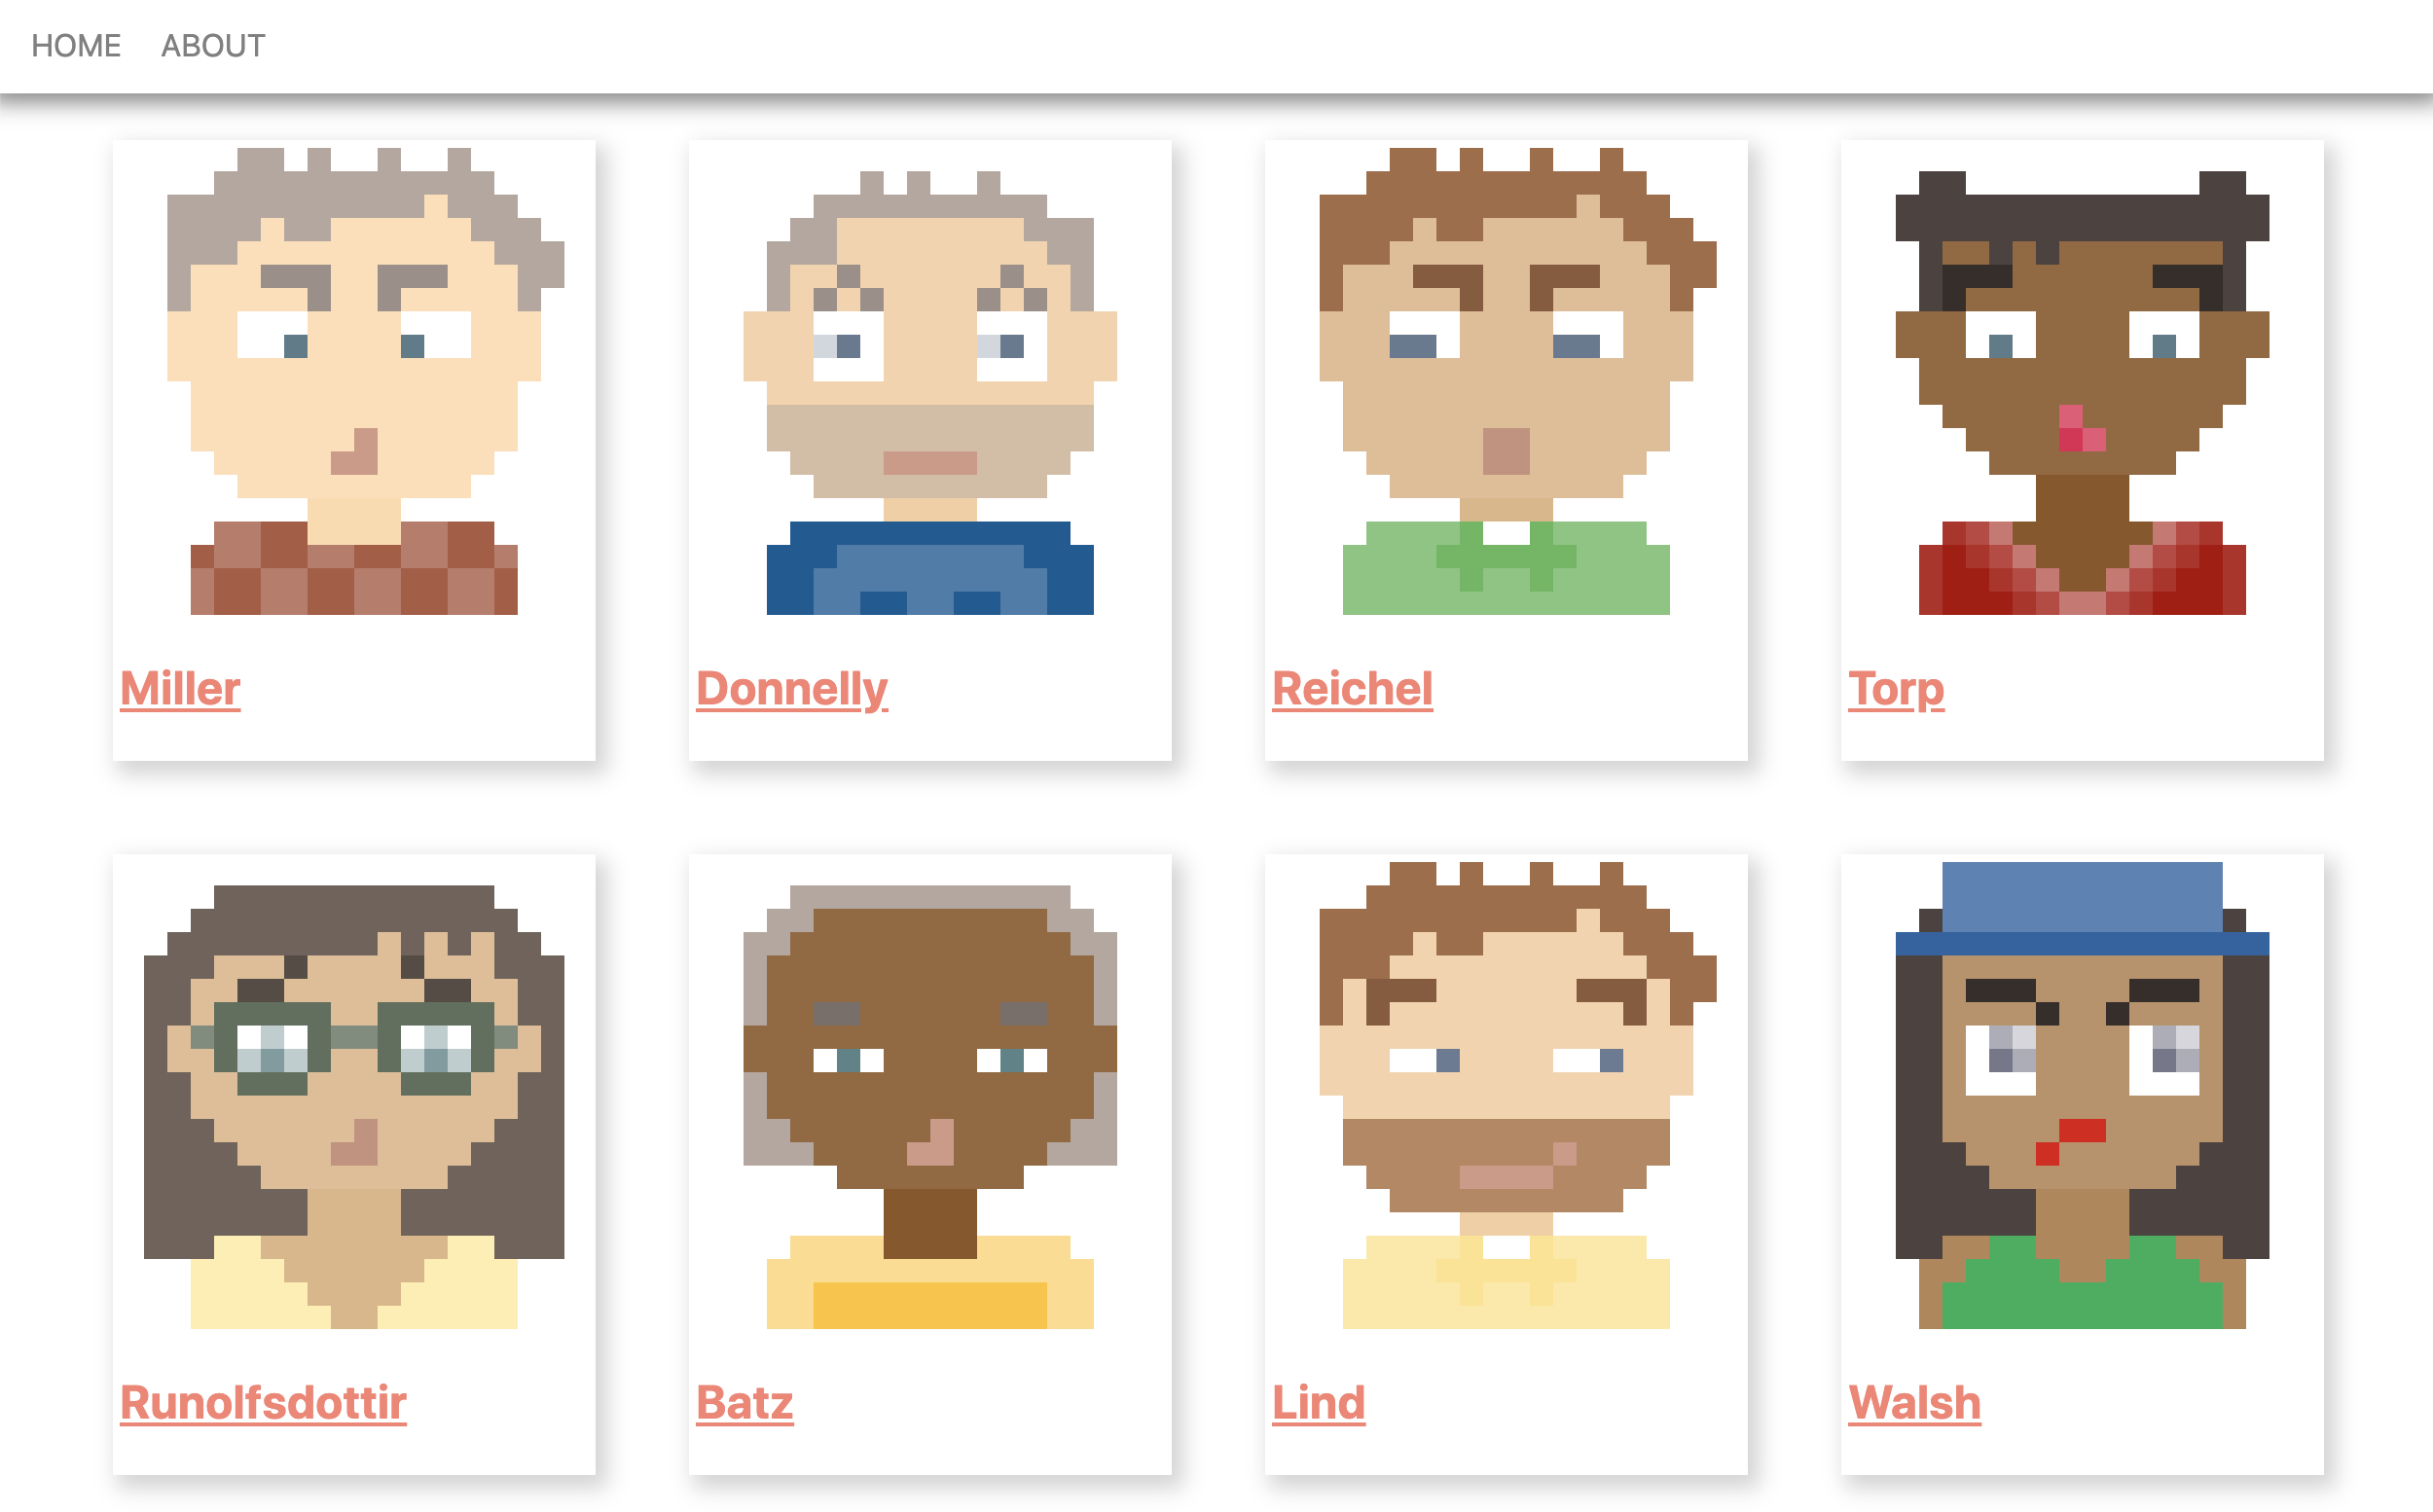 HOME ABOUT
Miller
Donnelly
Reichel
Torp
Runolfsdottir
Batz
Lind
Walsh